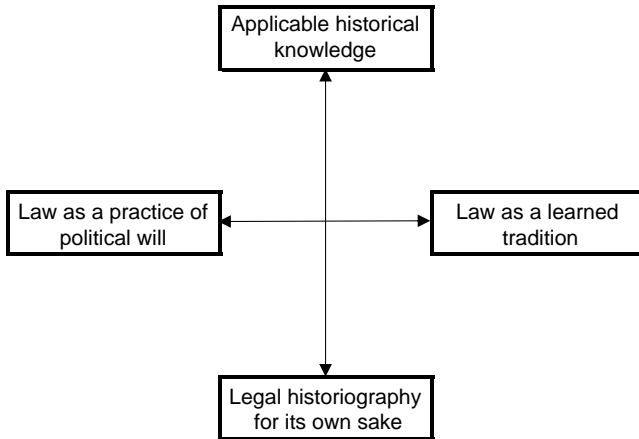 Applicable historical
knowledge
Law as a practice of
political will
Law as a learned
tradition
Legal historiography
for its own sake